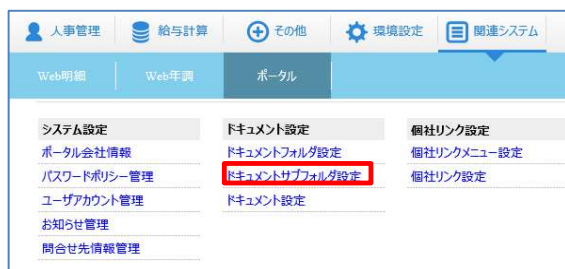 人事管理 給与計算 その他 環境設定 関連システム
Web明細 Web年調 ポータル
システム設定 ドキュメント設定 個社リンク設定
ポータル会社情報 ドキュメントフォルダ設定 個社リンクメニュー設定
パスワードポリシー管理 ドキュメントサブフォルダ設定 個社リンク設定
ユーザアカウント管理 ドキュメント設定
お知らせ管理
問合せ先情報管理